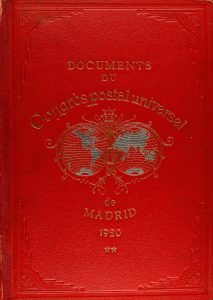 DOCUMENTS
DU
Congrès postal universel
de
MADRID
1920
**